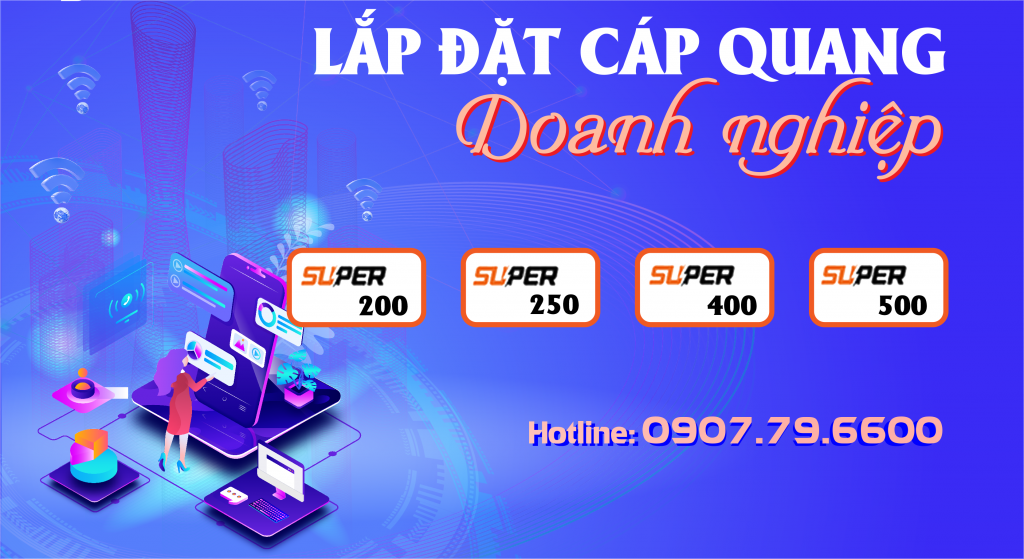 LẮP ĐẶT CÁP QUANG
Doanh nghiệp
SUPER 200
SUPER 250
SUPER 400
SUPER 500
Hotline: 0907.79.6600